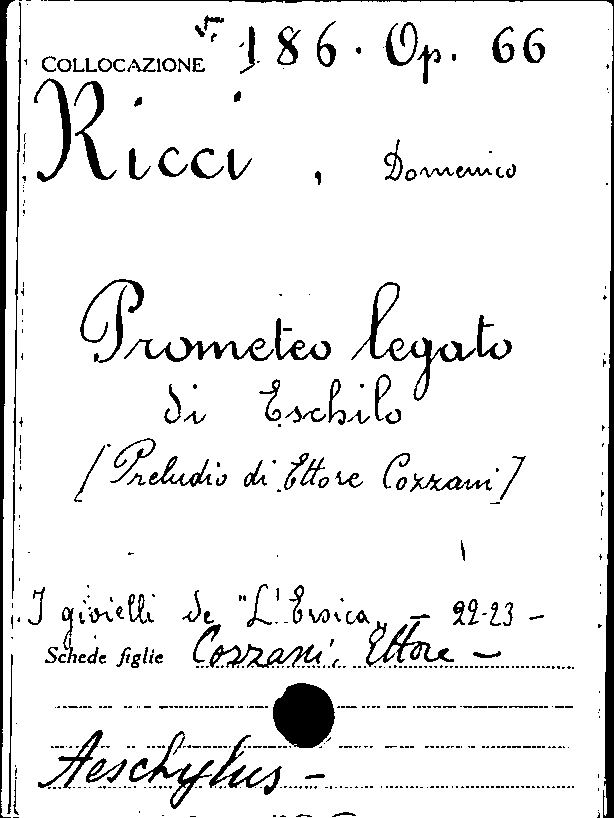 COLLOCAZIONE V. 186. Op. 66
Ricci, Domenico
Prometeo legato
di Eschilo
[Preludio di Ettore Cozzani]
I gioielli de "L'Eroica„ - 22-23 -
Schede figlie Cozzani, Ettore -
Aeschylus -